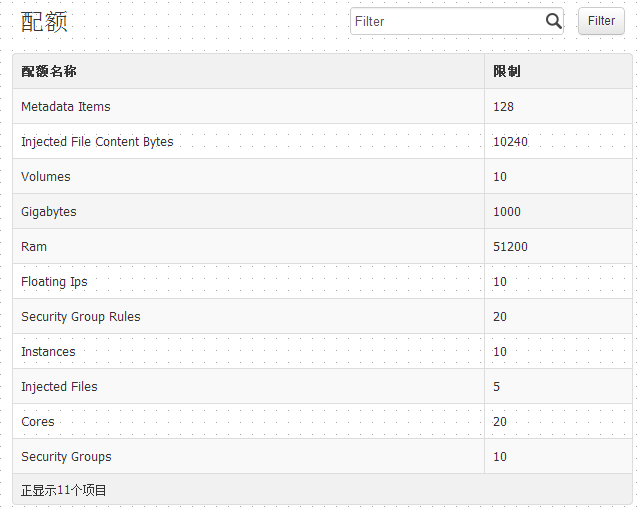 配额
Filter
Filter
配额名称 限制
Metadata Items 128
Injected File Content Bytes 10240
Volumes 10
Gigabytes 1000
Ram 51200
Floating Ips 10
Security Group Rules 20
Instances 10
Injected Files 5
Cores 20
Security Groups 10
正显示11个项目